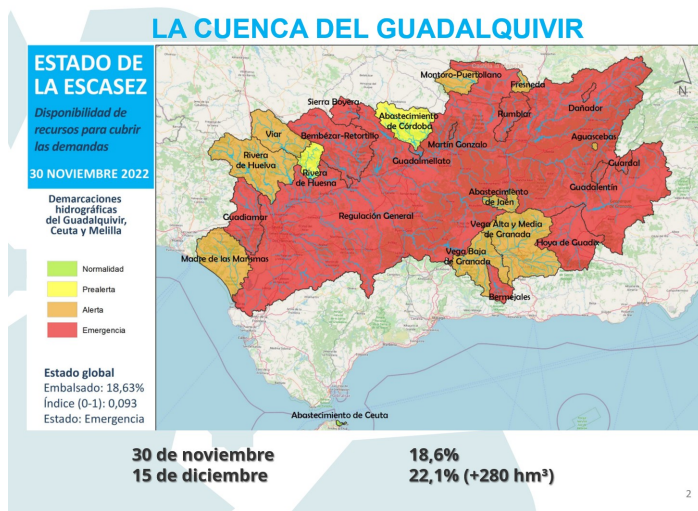 LA CUENCA DEL GUADALQUIVIR
ESTADO DE
LA ESCASEZ
Disponibilidad de
recursos para cubrir
las demandas
30 NOVIEMBRE 2022
Demarcaciones
hidrográficas
del Guadalquivir,
Ceuta y Melilla
Normalidad
Prealerta
Alerta
Emergencia
Estado global
Embalsado: 18,63%
Índice (0-1): 0,093
Estado: Emergencia
N
Montoro-Puertollano
Fresneda
Sierra Boyera
Abastecimiento
de Córdoba
Rumblar
Dañador
Viar
Bembézar-Retortillo
Martín Gonzalo
Aguascebas
Rivera
de Huelva
Guadalmellato
Guardal
Rivera
de Huesna
Guadalentín
Abastecimiento
de Jaén
Guadiamar
Regulación General
Vega Alta y Media
de Granada
Hoya de Guadix
Madre de las Marismas
Vega Baja
de Granada
Bermejales
Abastecimiento de Ceuta
30 de noviembre 18,6%
15 de diciembre 22,1% (+280 hm³)
2